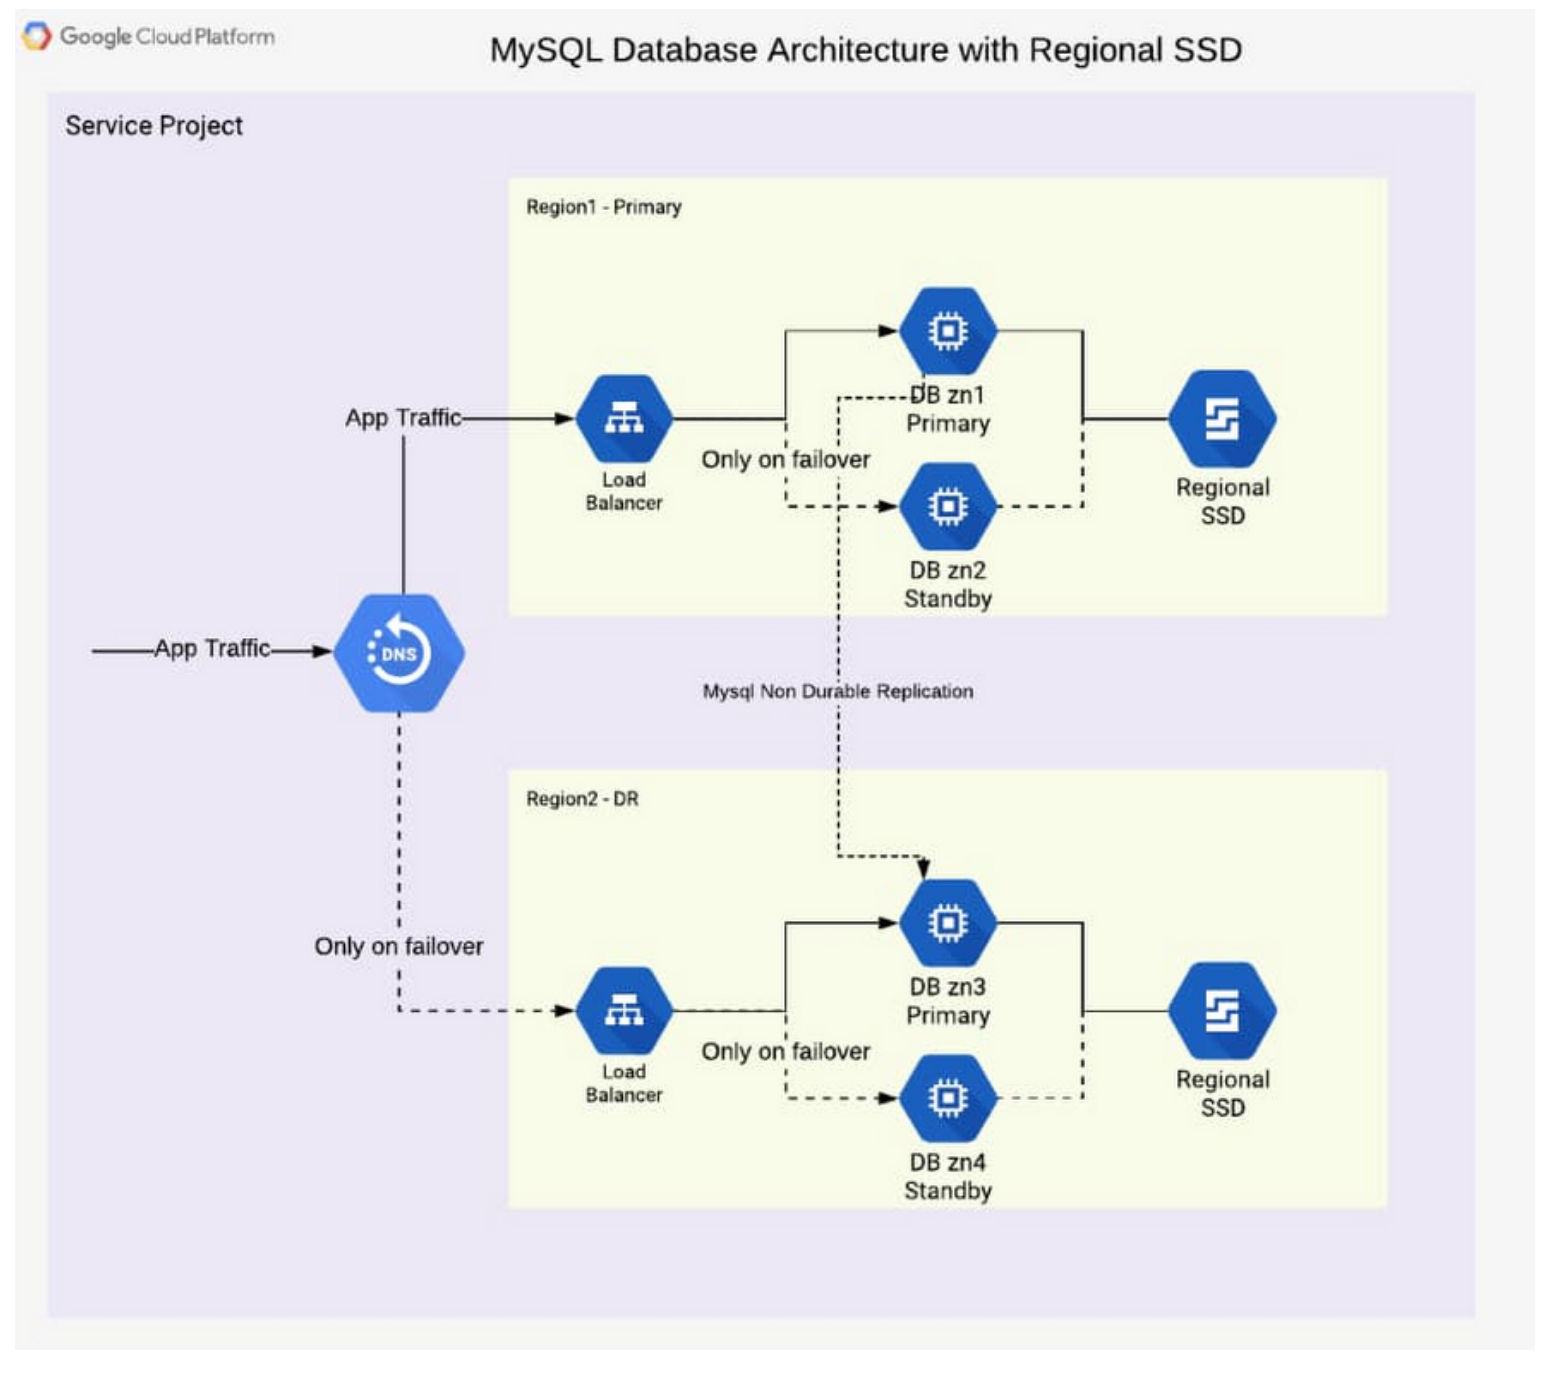 Google Cloud Platform
MySQL Database Architecture with Regional SSD
Service Project
Region1 - Primary
App Traffic
Load
Balancer
Only on failover
DB zn1
Primary
DB zn2
Standby
Regional
SSD
App Traffic
DNS
Mysql Non Durable Replication
Region2 - DR
Only on failover
Load
Balancer
Only on failover
DB zn3
Primary
DB zn4
Standby
Regional
SSD